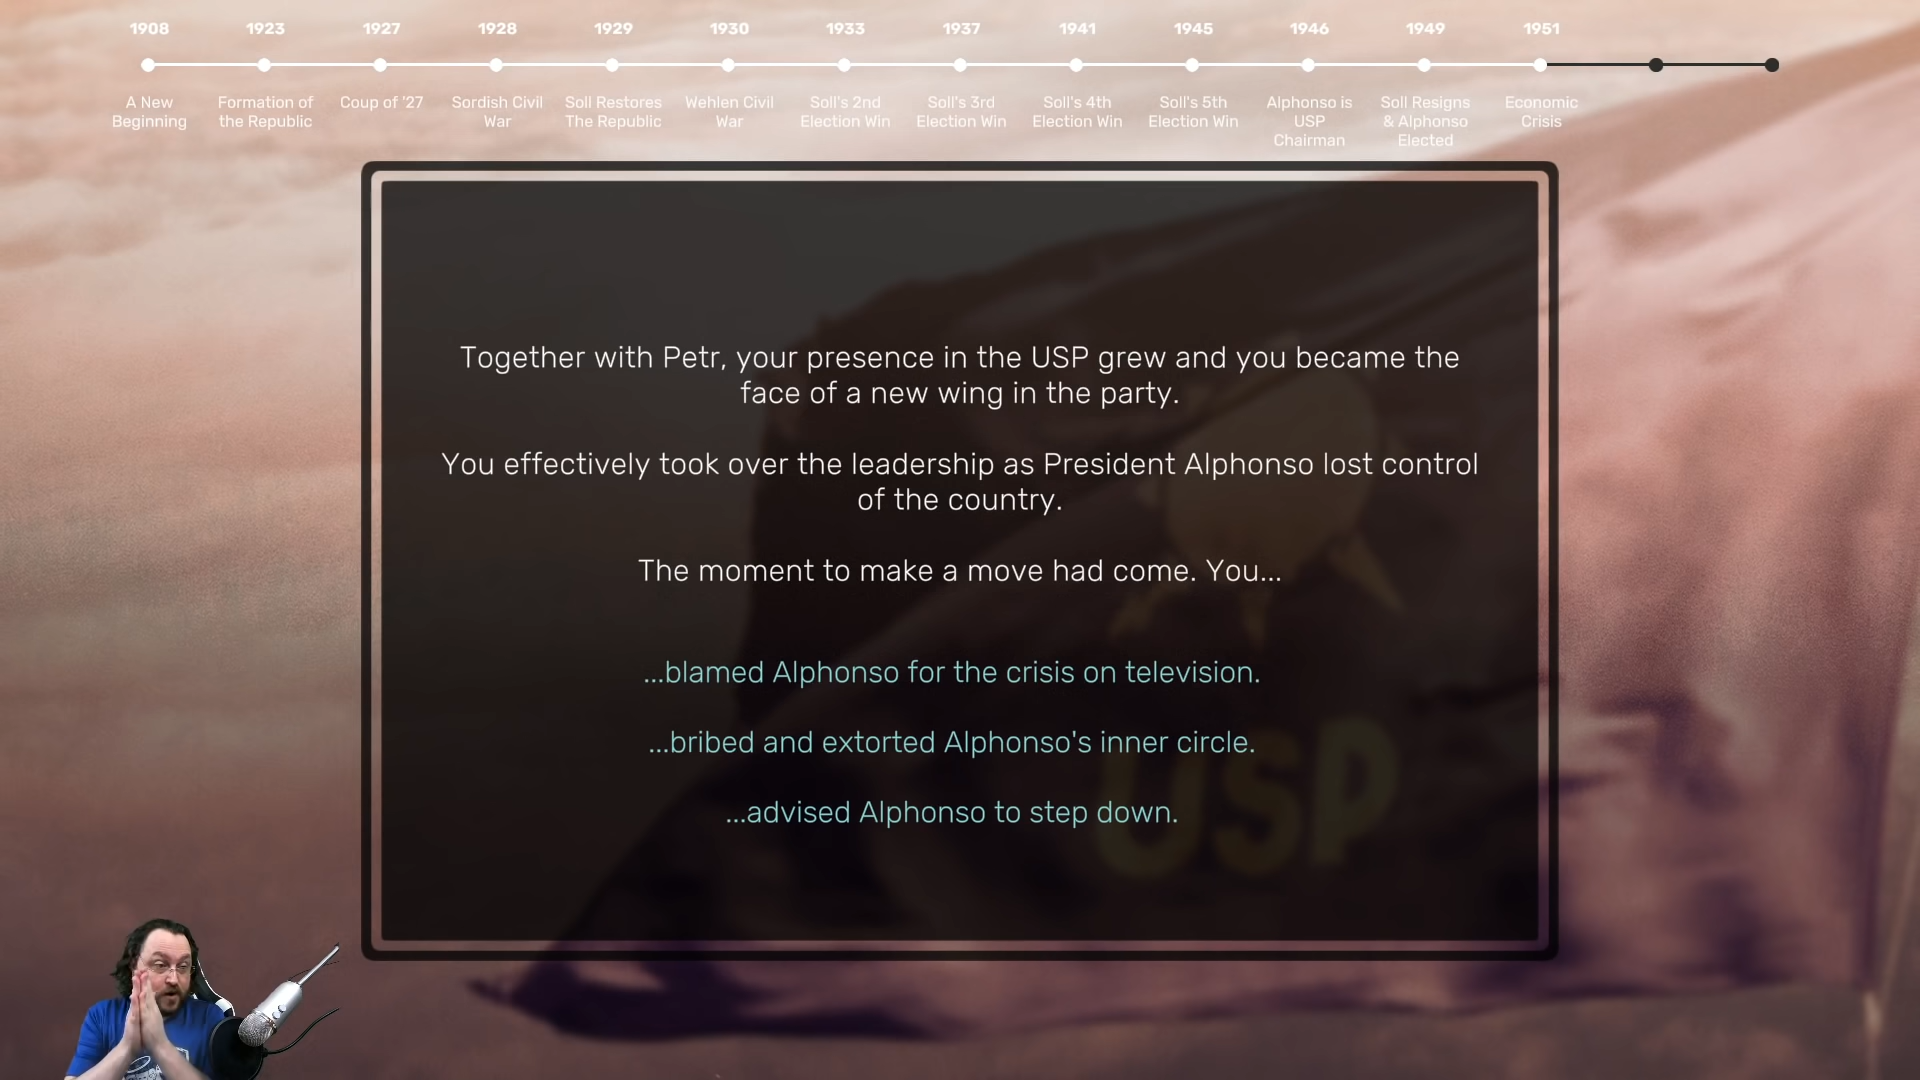 1908 1923 1927 1928 1929 1930 1933 1937 1941 1945 1946 1949 1951
A New Beginning
Formation of the Republic
Coup of '27
Sordish Civil War
Soll Restores The Republic
Wehlen Civil War
Soll's 2nd Election Win
Soll's 3rd Election Win
Soll's 4th Election Win
Soll's 5th Election Win
Alphonso is USP Chairman
Soll Resigns & Alphonso Elected
Economic Crisis
Together with Petr, your presence in the USP grew and you became the
face of a new wing in the party.
You effectively took over the leadership as President Alphonso lost control
of the country.
The moment to make a move had come. You...
...blamed Alphonso for the crisis on television.
...bribed and extorted Alphonso's inner circle.
...advised Alphonso to step down.
USP